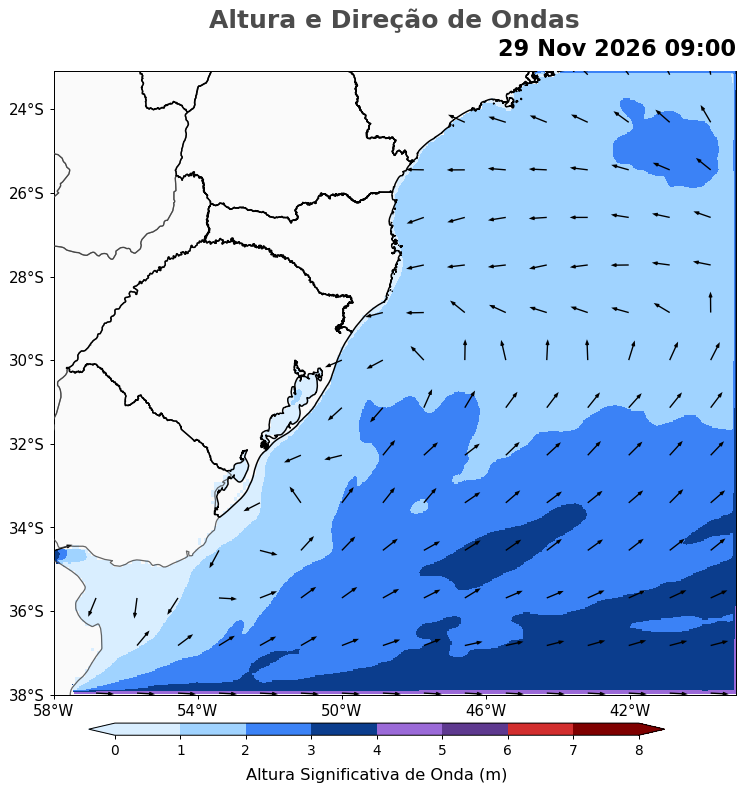 Altura e Direção de Ondas
29 Nov 2026 09:00
24°S
26°S
28°S
30°S
32°S
34°S
36°S
38°S
58°W 54°W 50°W 46°W 42°W
0 1 2 3 4 5 6 7 8
Altura Significativa de Onda (m)